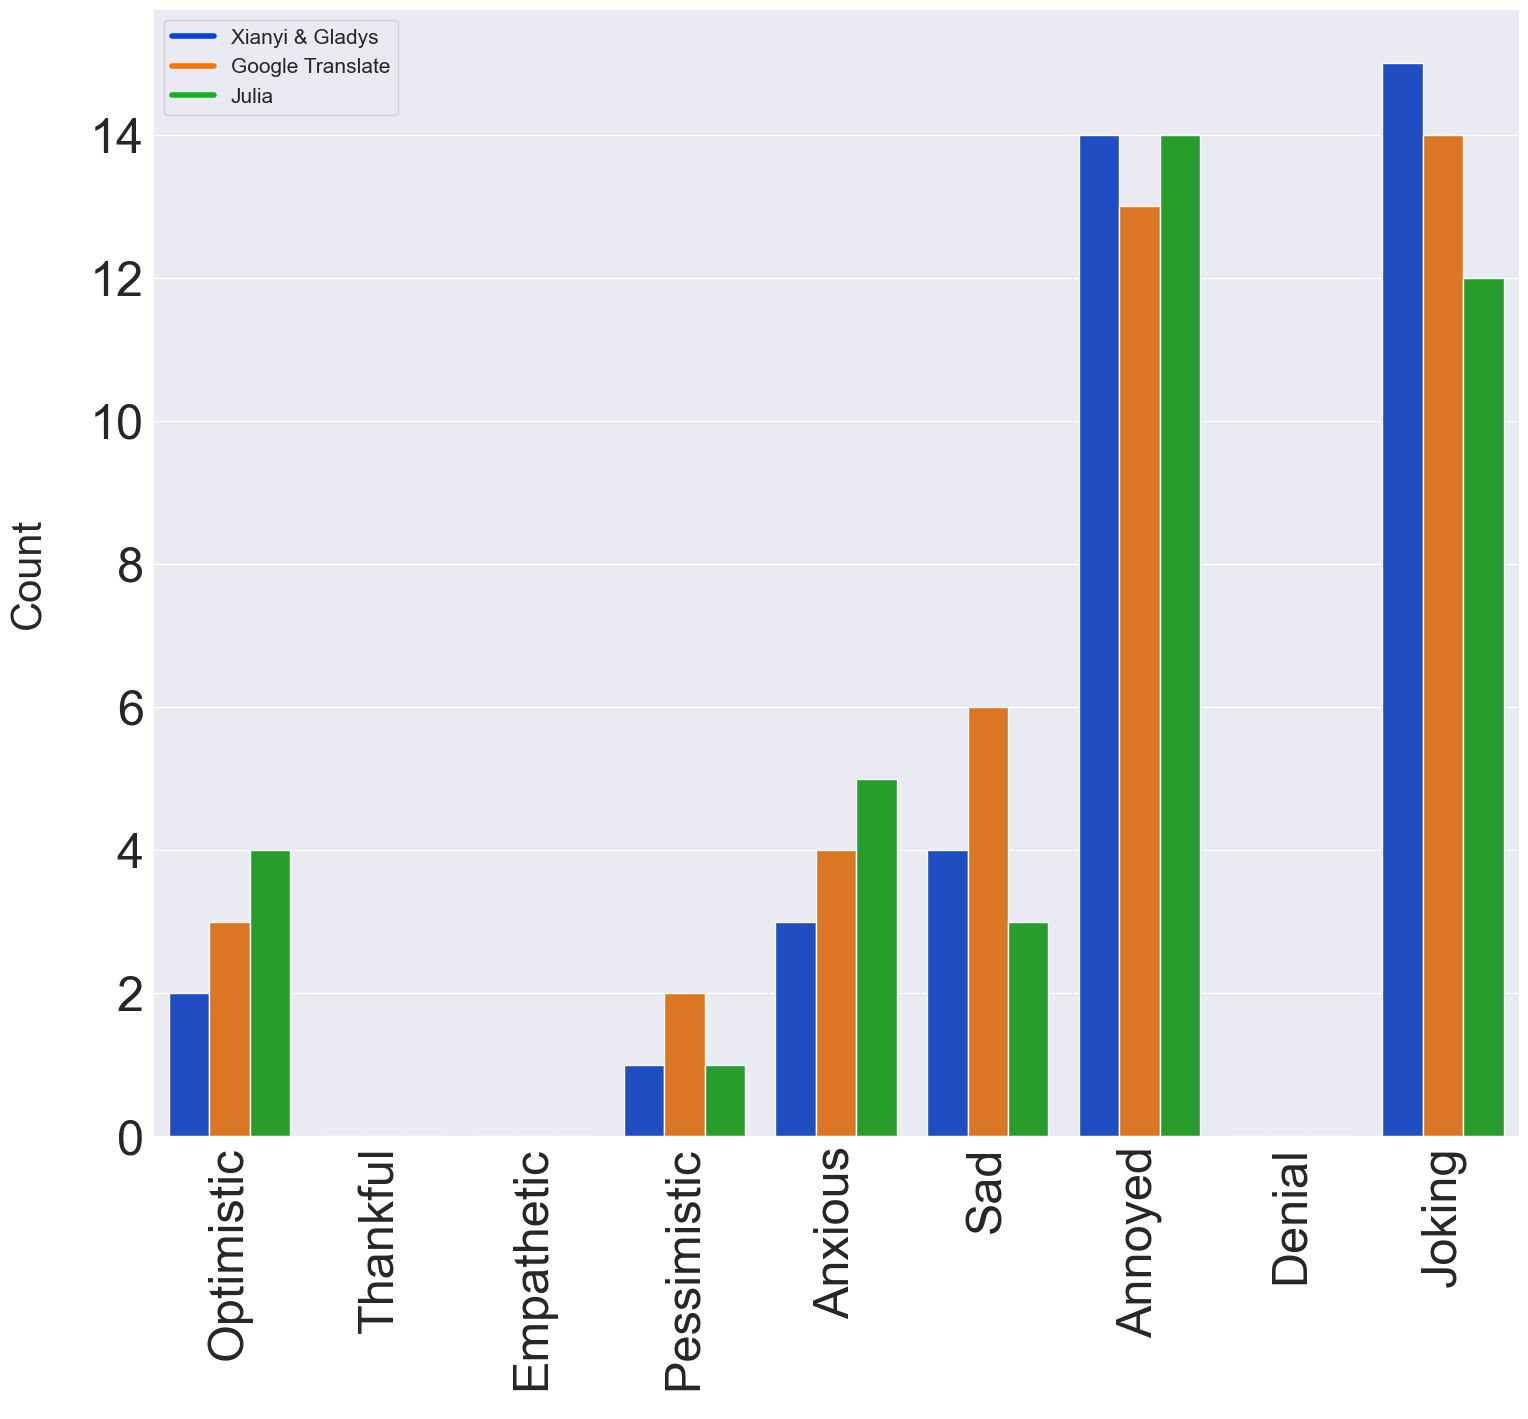 Xianyi & Gladys
Google Translate
Julia
14
12
10
8
6
4
2
0
Count
Optimistic
Thankful
Empathetic
Pessimistic
Anxious
Sad
Annoyed
Denial
Joking